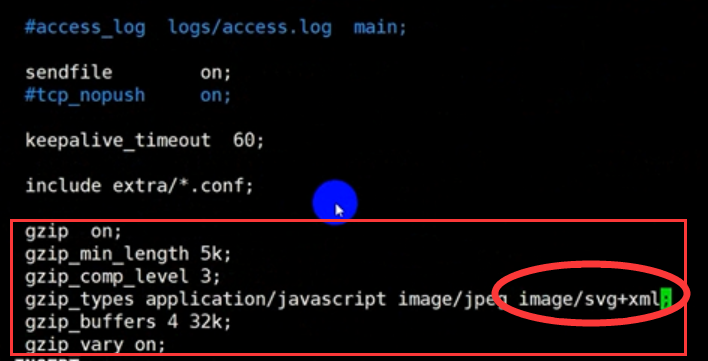 #access_log  logs/access.log  main;
sendfile        on;
#tcp_nopush     on;
keepalive_timeout  60;
include extra/*.conf;
gzip  on;
gzip_min_length 5k;
gzip_comp_level 3;
gzip_types application/javascript image/jpeg image/svg+xml;
gzip_buffers 4 32k;
gzip_vary on;